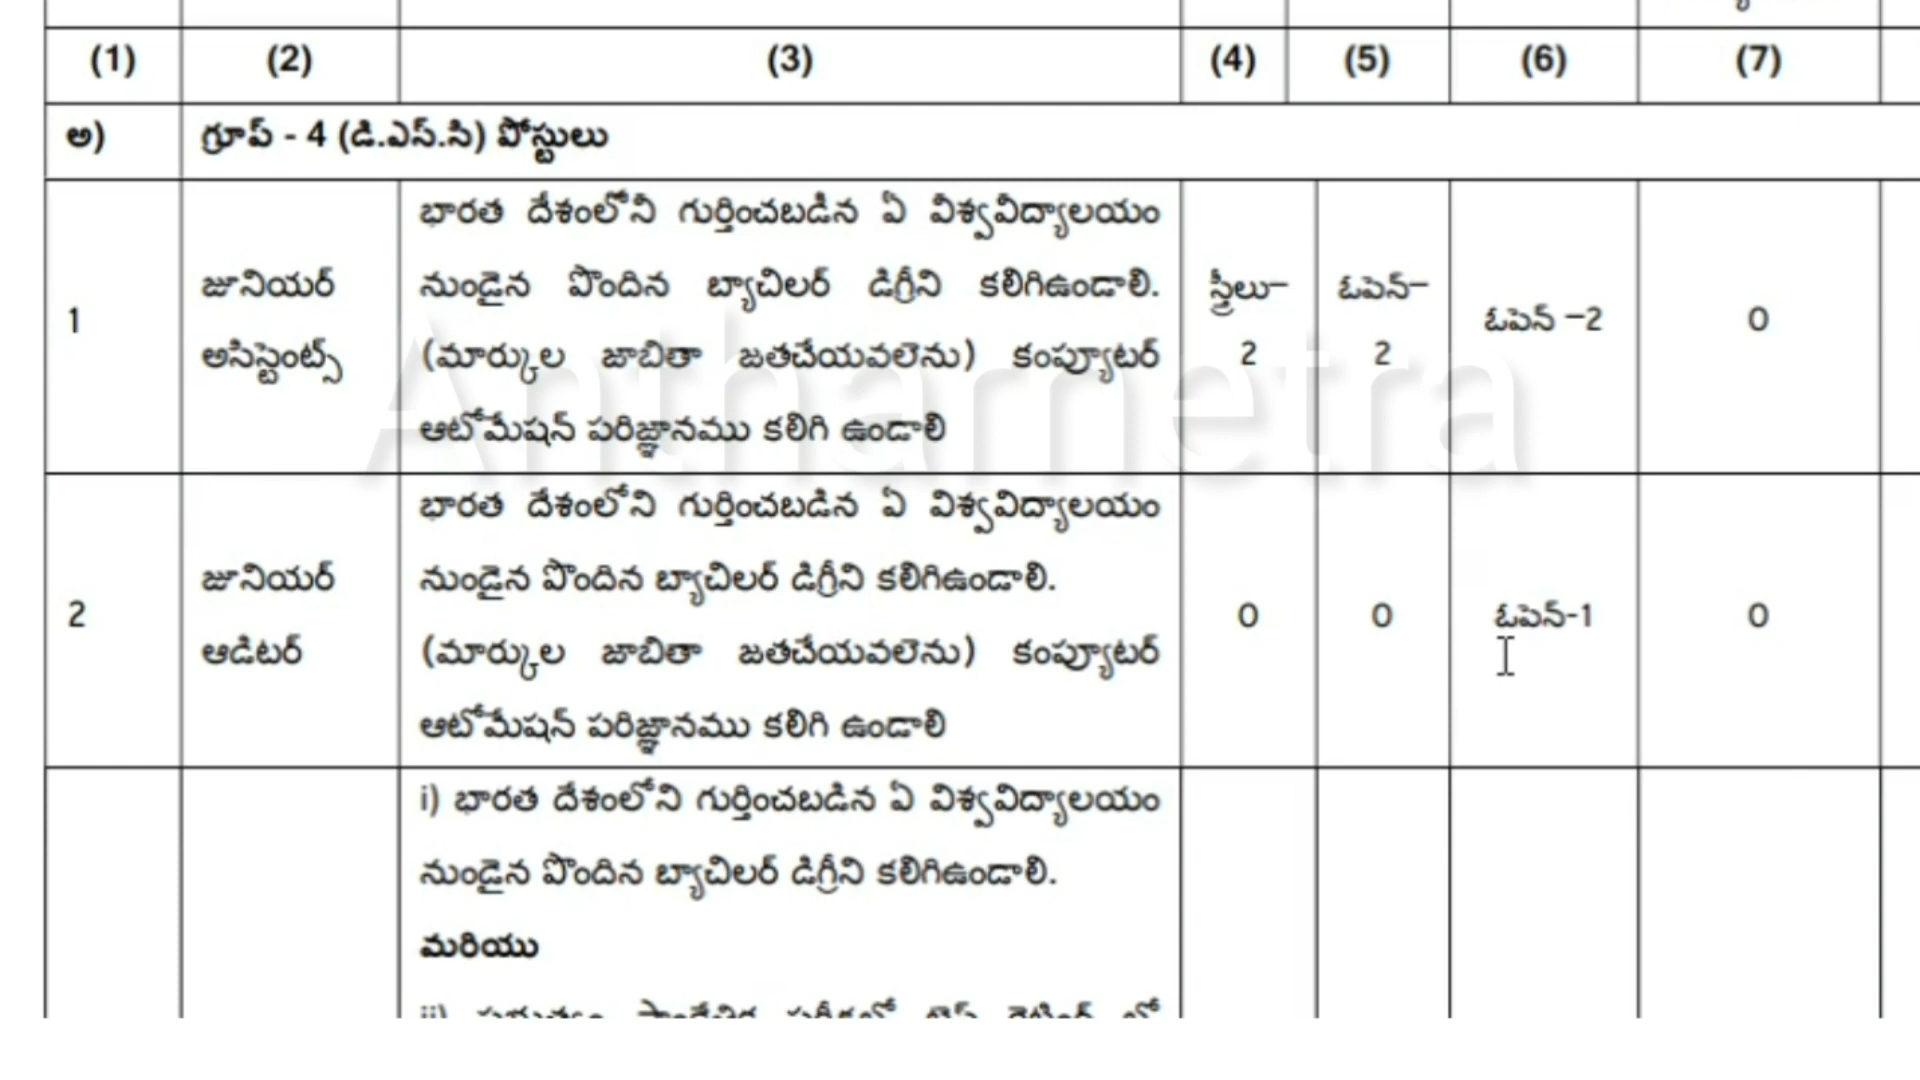 (1) (2) (3) (4) (5) (6) (7)
అ) గ్రూప్ - 4 (డి.ఎస్.సి) పోస్టులు
1
జూనియర్
అసిస్టెంట్స్
భారత దేశంలోని గుర్తించబడిన ఏ విశ్వవిద్యాలయం
నుండైన పొందిన బ్యాచిలర్ డిగ్రీని కలిగిఉండాలి.
(మార్కుల జాబితా జతచేయవలెను) కంప్యూటర్
ఆటోమేషన్ పరిజ్ఞానము కలిగి ఉండాలి
స్త్రీలు–
2
ఓపెన్–
2
ఓపెన్ –2
0
2
జూనియర్
ఆడిటర్
భారత దేశంలోని గుర్తించబడిన ఏ విశ్వవిద్యాలయం
నుండైన పొందిన బ్యాచిలర్ డిగ్రీని కలిగిఉండాలి.
(మార్కుల జాబితా జతచేయవలెను) కంప్యూటర్
ఆటోమేషన్ పరిజ్ఞానము కలిగి ఉండాలి
0
0
ఓపెన్-1
0
i) భారత దేశంలోని గుర్తించబడిన ఏ విశ్వవిద్యాలయం
నుండైన పొందిన బ్యాచిలర్ డిగ్రీని కలిగిఉండాలి.
మరియు
Anthametra